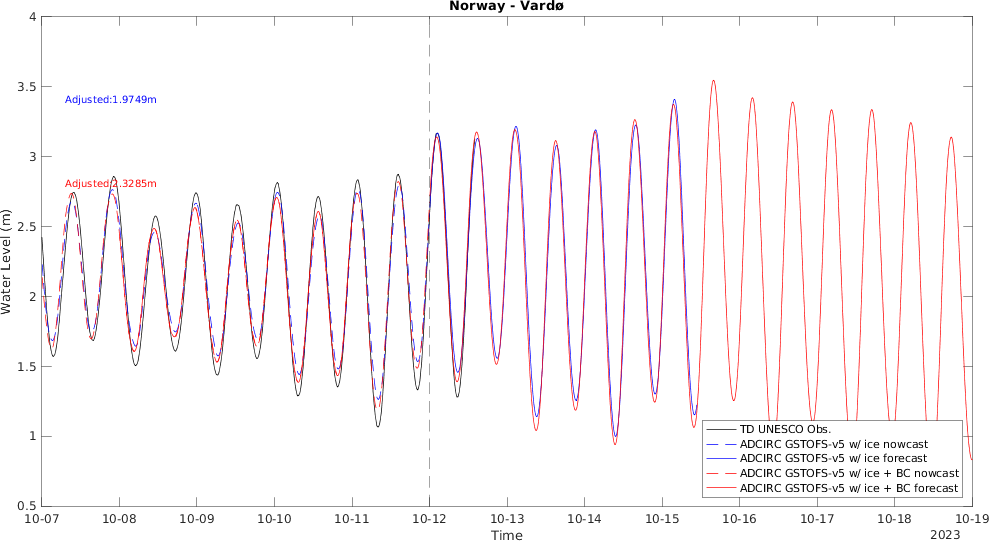 Norway - Vardø
4
3.5
3
2.5
2
1.5
1
0.5
Water Level (m)
Adjusted:1.9749m
Adjusted:2.3285m
TD UNESCO Obs.
ADCIRC GSTOFS-v5 w/ ice nowcast
ADCIRC GSTOFS-v5 w/ ice forecast
ADCIRC GSTOFS-v5 w/ ice + BC nowcast
ADCIRC GSTOFS-v5 w/ ice + BC forecast
10-07 10-08 10-09 10-10 10-11 10-12 10-13 10-14 10-15 10-16 10-17 10-18 10-19
Time
2023